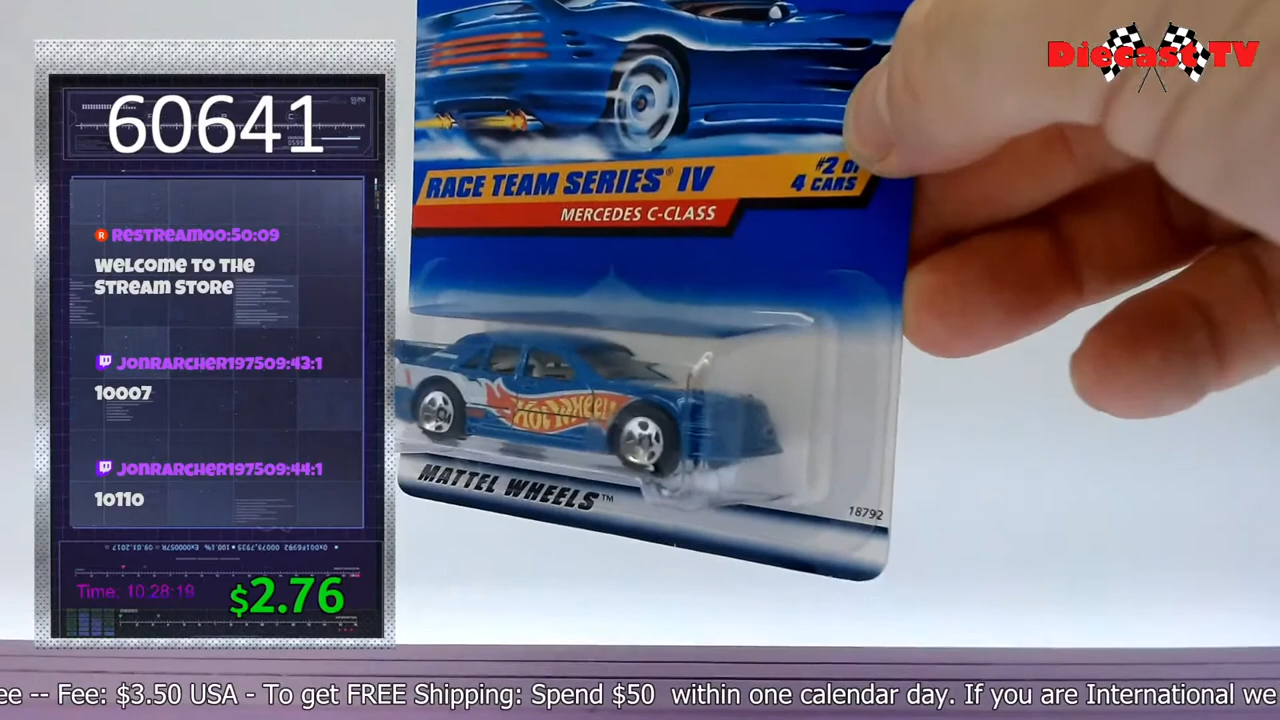 Diecast TV
60641
Restream00:50:09
Welcome to the
Stream Store
JonRArcher197509:43:1
10007
JonRArcher197509:44:1
10110
Time: 10:28:19
$2.76
RACE TEAM SERIES® IV
#2 of
4 CARS
MERCEDES C-CLASS
Hot Wheels
MATTEL WHEELS™
18792
ee -- Fee: $3.50 USA - To get FREE Shipping: Spend $50 within one calendar day. If you are International we